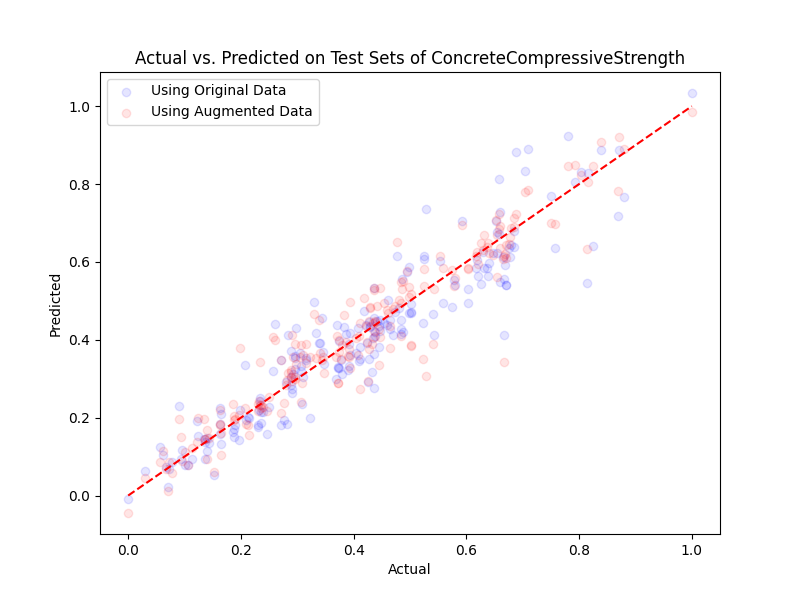 Actual vs. Predicted on Test Sets of ConcreteCompressiveStrength
Using Original Data
Using Augmented Data
1.0
0.8
0.6
0.4
0.2
0.0
Predicted
0.0 0.2 0.4 0.6 0.8 1.0
Actual